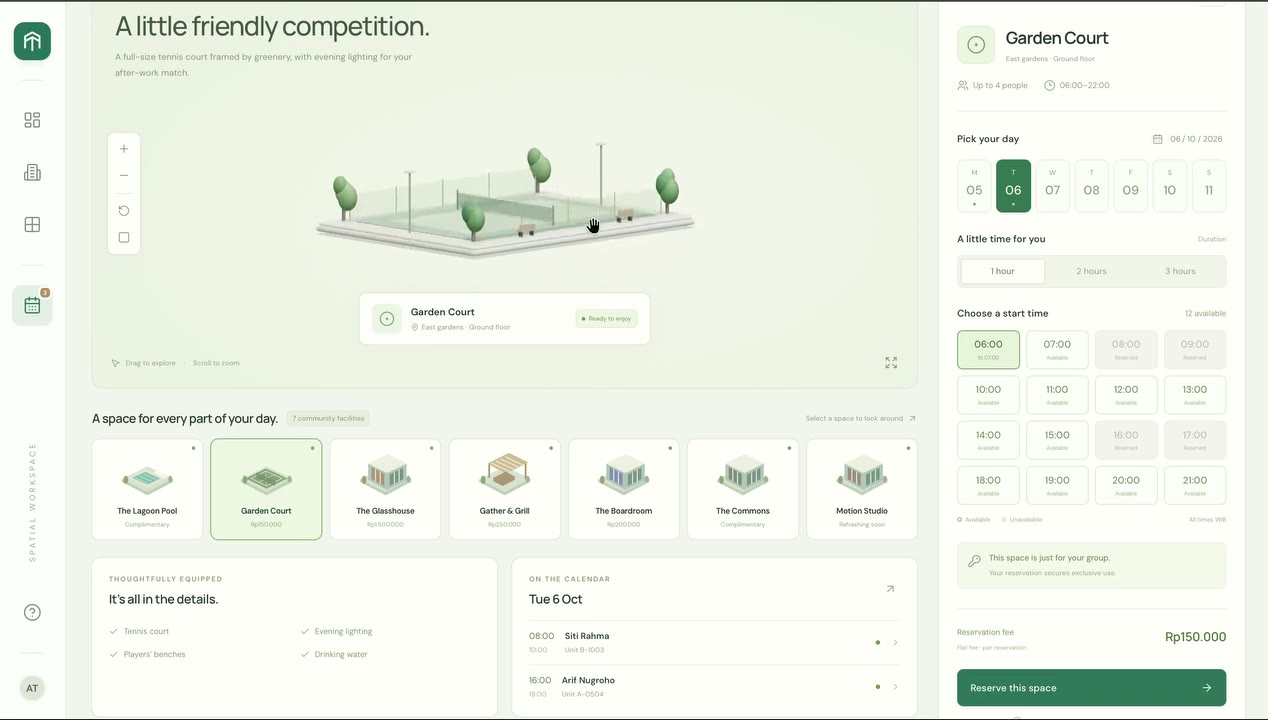 A little friendly competition.
A full-size tennis court framed by greenery, with evening lighting for your
after-work match.
Garden Court
East gardens · Ground floor
Ready to enjoy
Drag to explore · Scroll to zoom
3
SPATIAL WORKSPACE
AT
A space for every part of your day.
7 community facilities
Select a space to look around
The Lagoon Pool
Complimentary
Garden Court
Rp150.000
The Glasshouse
Rp1.500.000
Gather & Grill
Rp250.000
The Boardroom
Rp200.000
The Commons
Complimentary
Motion Studio
Refreshing soon
THOUGHTFULLY EQUIPPED
It's all in the details.
Tennis court
Evening lighting
Players' benches
Drinking water
ON THE CALENDAR
Tue 6 Oct
08:00 Siti Rahma
10:00 Unit B-1003
16:00 Arif Nugroho
18:00 Unit A-0504
Garden Court
East gardens · Ground floor
Up to 4 people
06:00–22:00
Pick your day
06 / 10 / 2026
M T W T F S S
05 06 07 08 09 10 11
A little time for you
Duration
1 hour
2 hours
3 hours
Choose a start time
12 available
06:00 07:00 08:00 09:00
to 07:00 Available Reserved Reserved
10:00 11:00 12:00 13:00
Available Available Available Available
14:00 15:00 16:00 17:00
Available Available Reserved Reserved
18:00 19:00 20:00 21:00
Available Available Available Available
Available
Unavailable
All times WIB
This space is just for your group.
Your reservation secures exclusive use.
Reservation fee
Flat fee · per reservation
Rp150.000
Reserve this space